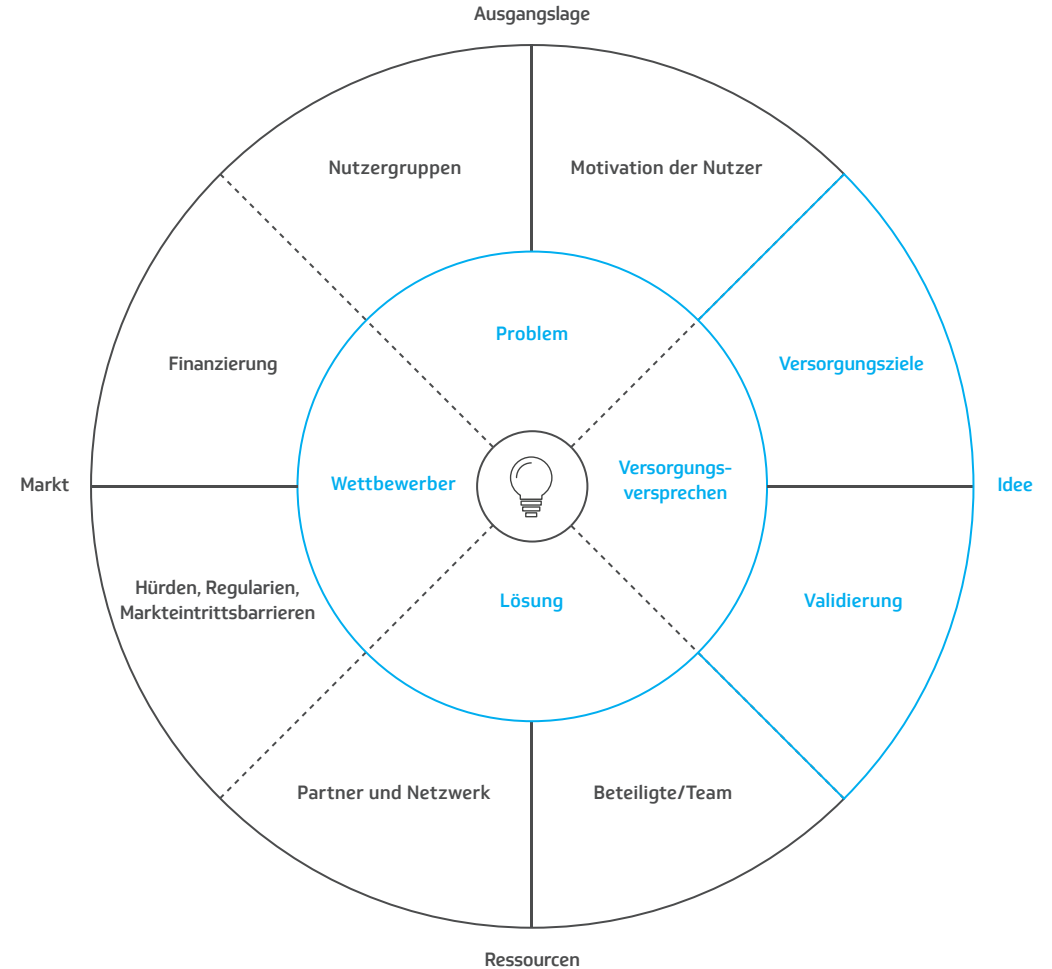 Ausgangslage
Nutzergruppen
Motivation der Nutzer
Problem
Finanzierung
Versorgungsziele
Markt
Wettbewerber
Versorgungs-
versprechen
Idee
Hürden, Regularien,
Markteintrittsbarrieren
Lösung
Validierung
Partner und Netzwerk
Beteiligte/Team
Ressourcen